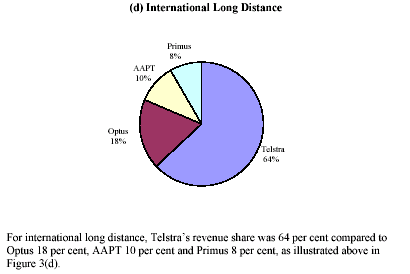 (d) International Long Distance
Primus
8%
AAPT
10%
Optus
18%
Telstra
64%
For international long distance, Telstra's revenue share was 64 per cent compared to
Optus 18 per cent, AAPT 10 per cent and Primus 8 per cent, as illustrated above in
Figure 3(d).